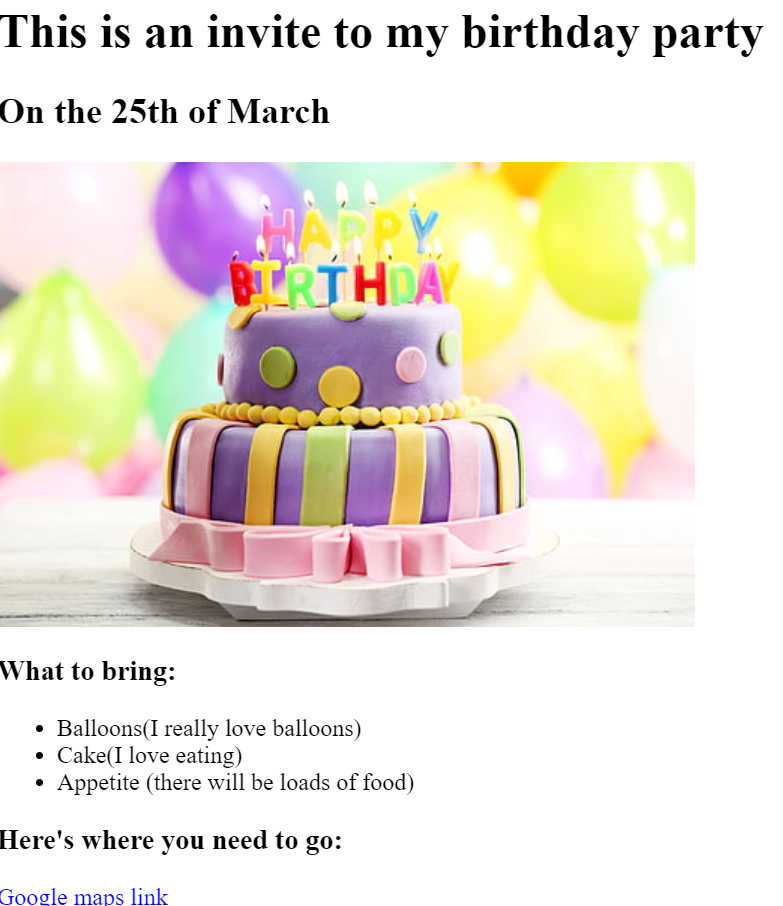 This is an invite to my birthday party
On the 25th of March
HAPPY
BIRTHDAY
What to bring:
Balloons(I really love balloons)
Cake(I love eating)
Appetite (there will be loads of food)
Here's where you need to go:
Google maps link